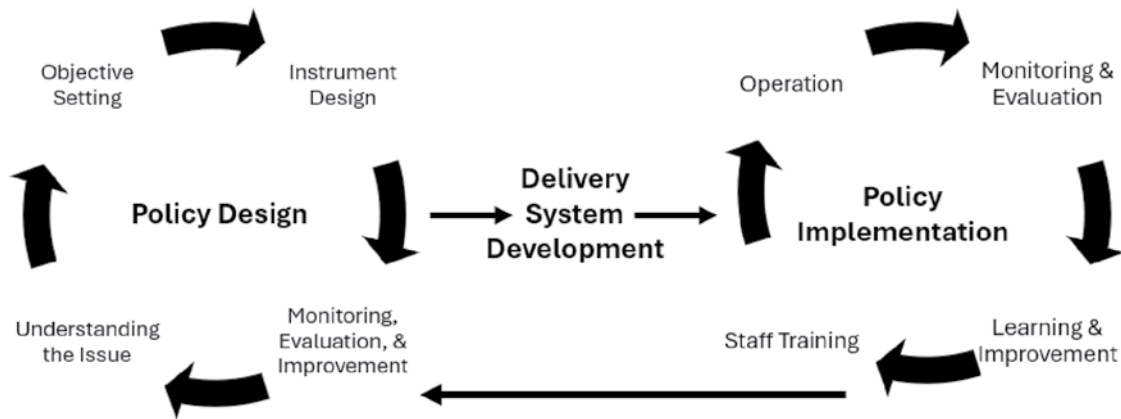 Objective
Setting
Instrument
Design
Operation
Monitoring &
Evaluation
Policy Design
Delivery
System
Development
Policy
Implementation
Understanding
the Issue
Monitoring,
Evaluation, &
Improvement
Staff Training
Learning &
Improvement